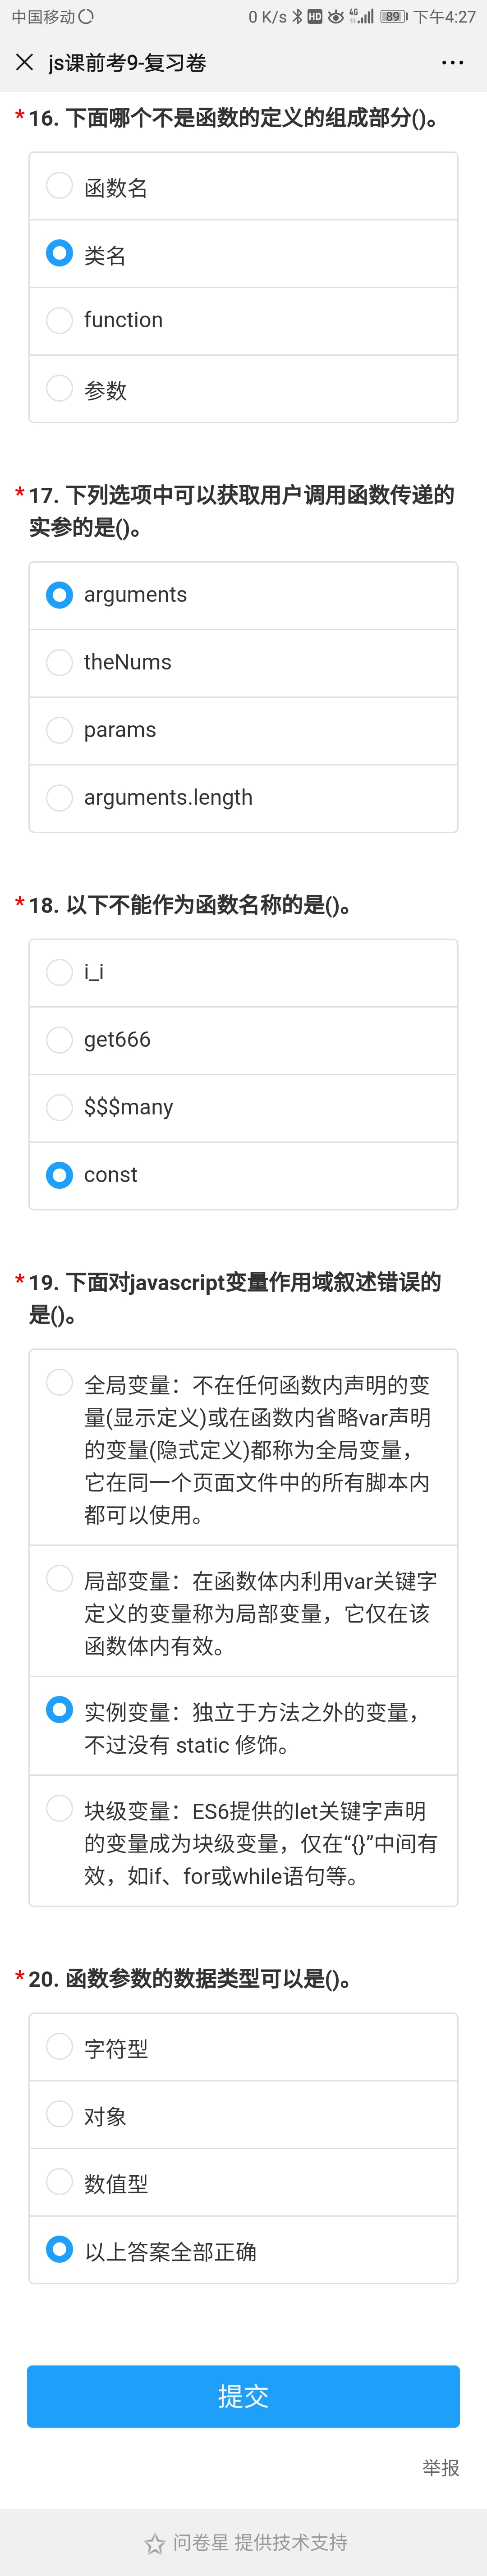 中国移动 0 K/s HD 4G 89 下午4:27
js课前考9-复习卷
* 16. 下面哪个不是函数的定义的组成部分()。
函数名
类名
function
参数
* 17. 下列选项中可以获取用户调用函数传递的
实参的是()。
arguments
theNums
params
arguments.length
* 18. 以下不能作为函数名称的是()。
i_i
get666
$$$many
const
* 19. 下面对javascript变量作用域叙述错误的
是()。
全局变量：不在任何函数内声明的变
量(显示定义)或在函数内省略var声明
的变量(隐式定义)都称为全局变量，
它在同一个页面文件中的所有脚本内
都可以使用。
局部变量：在函数体内利用var关键字
定义的变量称为局部变量，它仅在该
函数体内有效。
实例变量：独立于方法之外的变量，
不过没有 static 修饰。
块级变量：ES6提供的let关键字声明
的变量成为块级变量，仅在“{}”中间有
效，如if、for或while语句等。
* 20. 函数参数的数据类型可以是()。
字符型
对象
数值型
以上答案全部正确
提交
举报
问卷星 提供技术支持